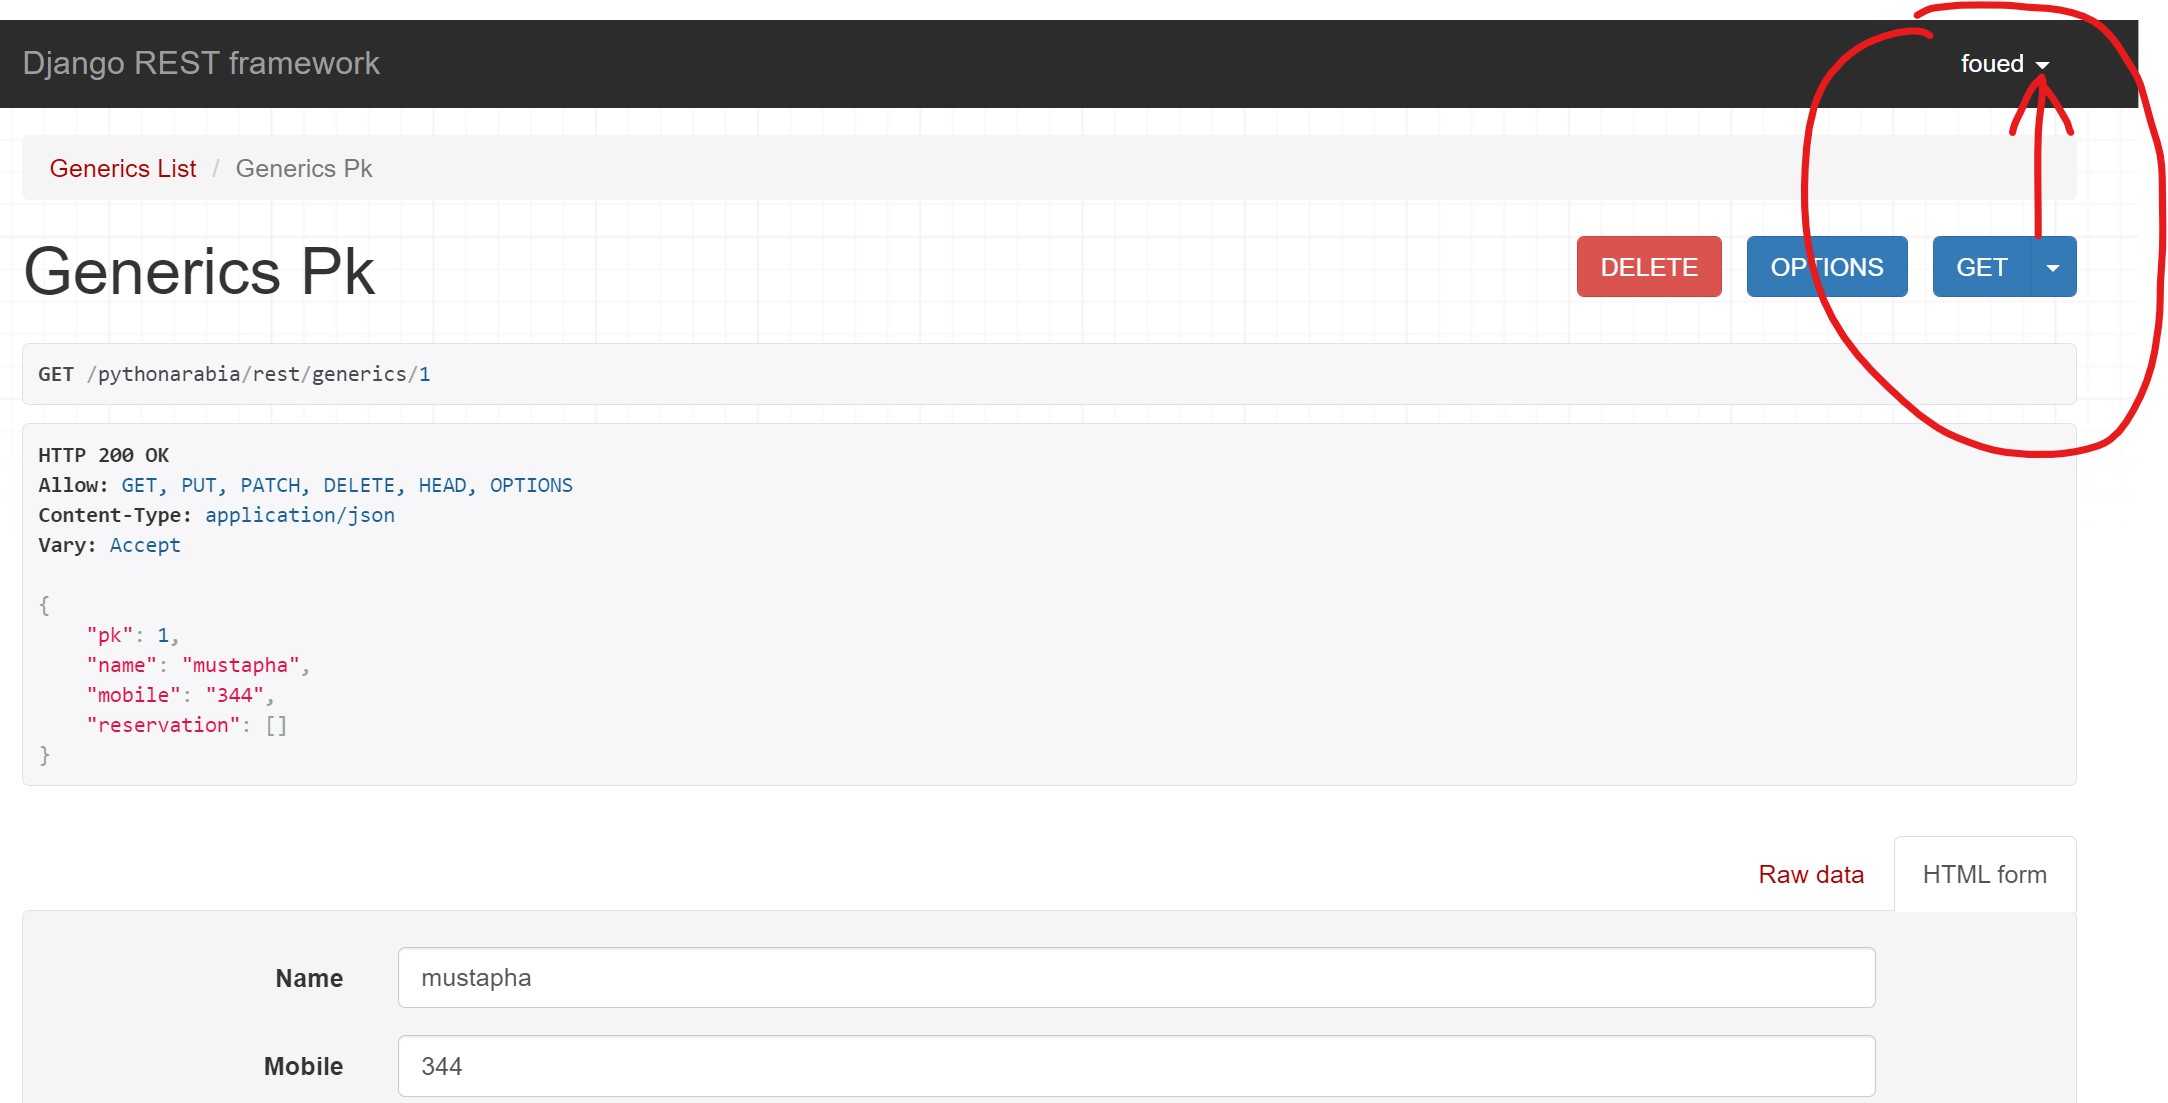 Django REST framework
foued
Generics List / Generics Pk
Generics Pk
DELETE OPTIONS GET
GET /pythonarabia/rest/generics/1
HTTP 200 OK
Allow: GET, PUT, PATCH, DELETE, HEAD, OPTIONS
Content-Type: application/json
Vary: Accept
{
    "pk": 1,
    "name": "mustapha",
    "mobile": "344",
    "reservation": []
}
Raw data HTML form
Name mustapha
Mobile 344